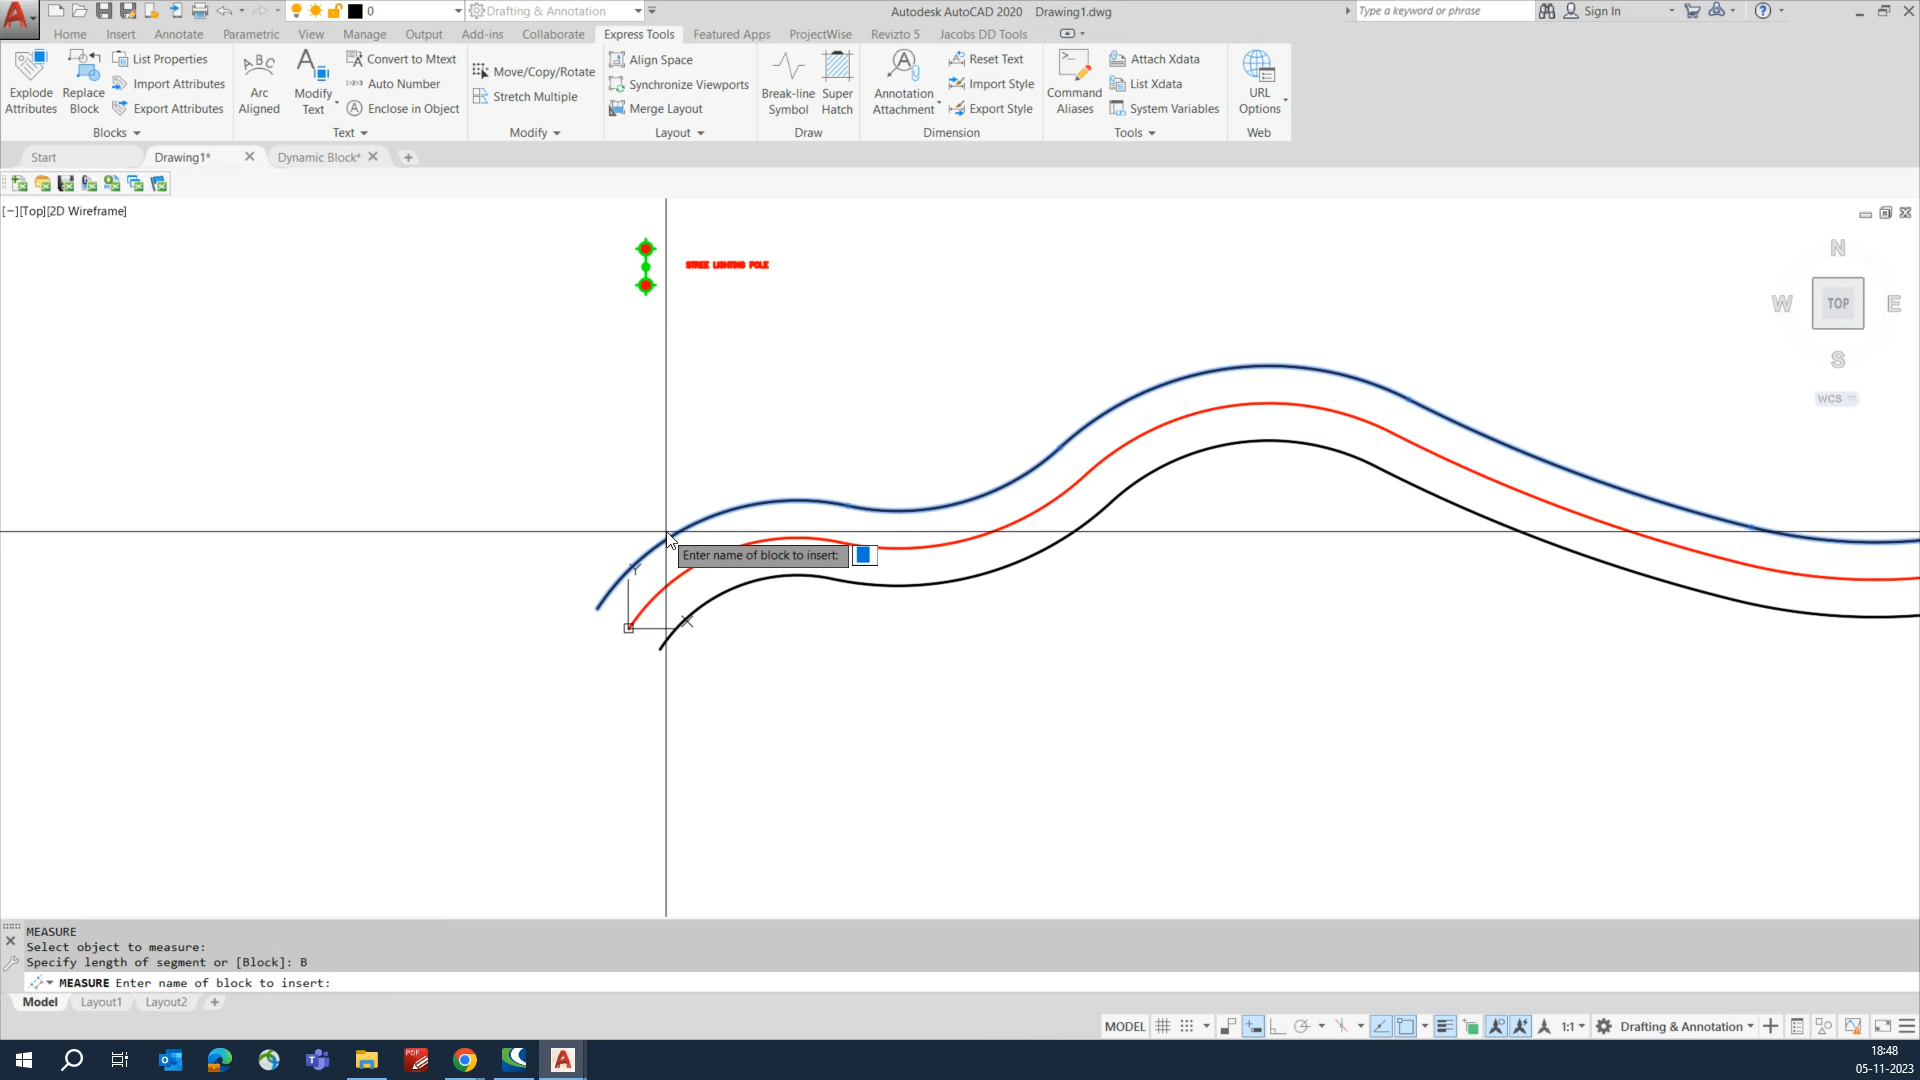 0
Drafting & Annotation
Autodesk AutoCAD 2020 Drawing1.dwg
Type a keyword or phrase
Sign In
Home Insert Annotate Parametric View Manage Output Add-ins Collaborate Express Tools Featured Apps ProjectWise Revizto 5 Jacobs DD Tools
Explode Attributes
Replace Block
List Properties
Import Attributes
Export Attributes
Blocks
Arc Aligned
Modify Text
Convert to Mtext
Auto Number
Enclose in Object
Text
Move/Copy/Rotate
Stretch Multiple
Modify
Align Space
Synchronize Viewports
Merge Layout
Layout
Break-line Symbol
Super Hatch
Draw
Annotation Attachment
Reset Text
Import Style
Export Style
Dimension
Command Aliases
Attach Xdata
List Xdata
System Variables
Tools
URL Options
Web
Start
Drawing1*
Dynamic Block*
[−][Top][2D Wireframe]
STREE LIGHTING POLE
N
W
TOP
E
S
WCS
Enter name of block to insert:
Y
X
MEASURE
Select object to measure:
Specify length of segment or [Block]: B
MEASURE Enter name of block to insert:
Model Layout1 Layout2
MODEL
1:1
Drafting & Annotation
18:48
05-11-2023